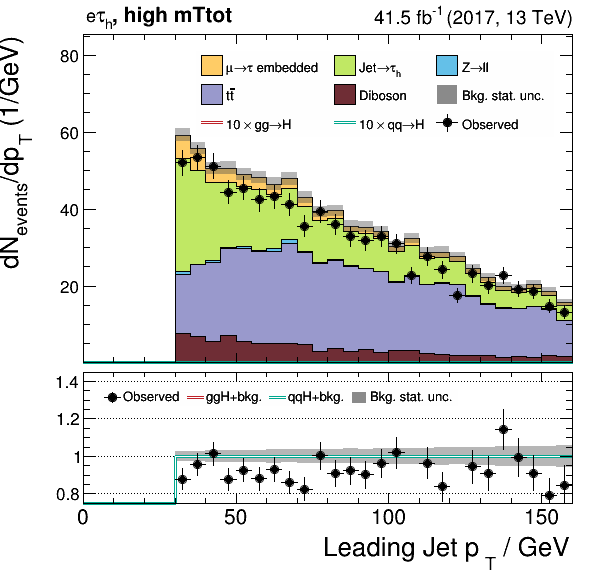 eτh, high mTtot 41.5 fb⁻¹ (2017, 13 TeV)
dNevents/dpT (1/GeV)
80
60
40
20
μ→τ embedded Jet→τh Z→ll
tt̄ Diboson Bkg. stat. unc.
10 × gg→H 10 × qq→H Observed
1.4
1.2
1
0.8
Observed ggH+bkg. qqH+bkg. Bkg. stat. unc.
0 50 100 150
Leading Jet pT / GeV